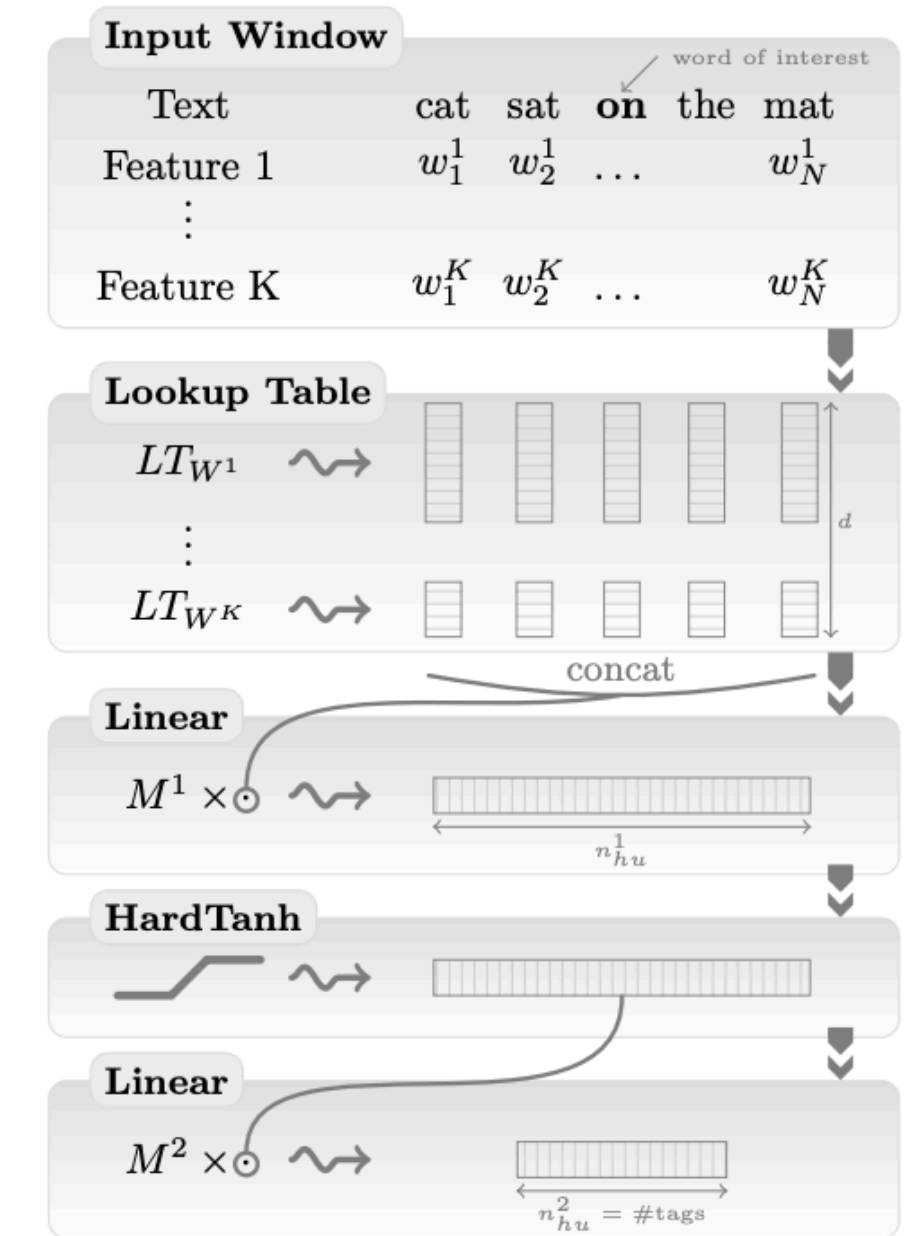 Input Window
word of interest
Text cat sat on the mat
Feature 1 w_1^1 w_2^1 ... w_N^1
⋮
Feature K w_1^K w_2^K ... w_N^K
Lookup Table
LT_{W^1}
d
⋮
LT_{W^K}
concat
Linear
M^1 × ⊙
n_{hu}^1
HardTanh
Linear
M^2 × ⊙
n_{hu}^2 = #tags